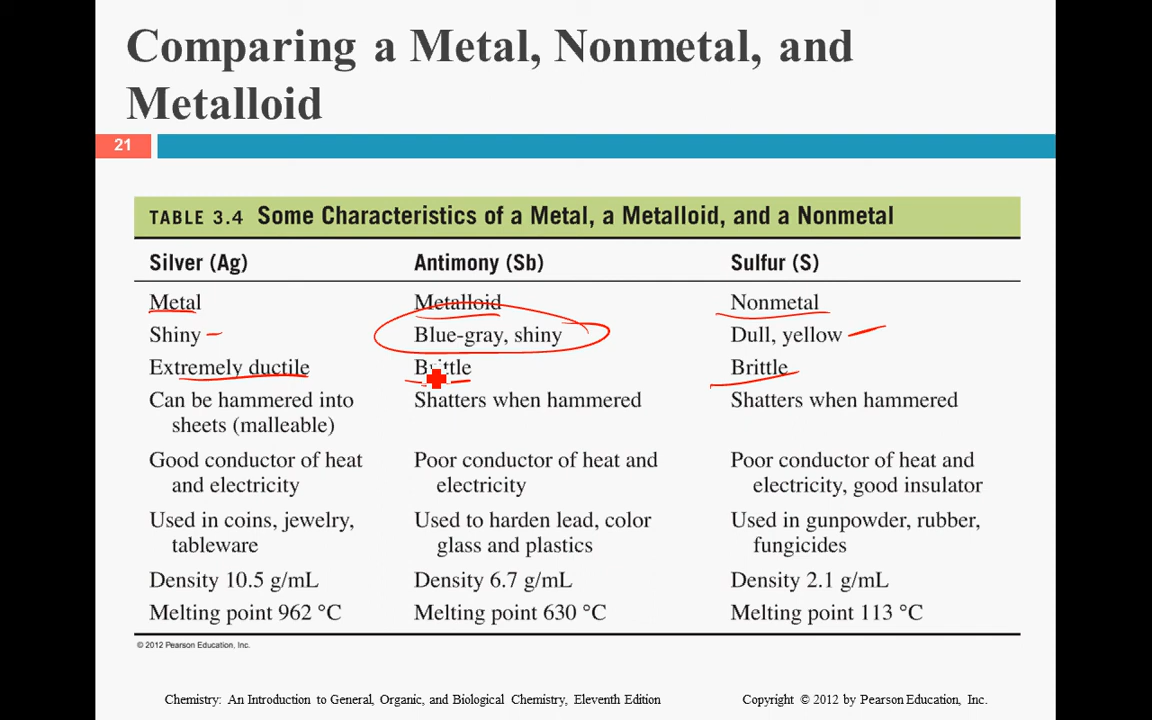 Comparing a Metal, Nonmetal, and
Metalloid
21
TABLE 3.4 Some Characteristics of a Metal, a Metalloid, and a Nonmetal
Silver (Ag) Antimony (Sb) Sulfur (S)
Metal Metalloid Nonmetal
Shiny Blue-gray, shiny Dull, yellow
Extremely ductile Brittle Brittle
Can be hammered into Shatters when hammered Shatters when hammered
sheets (malleable)
Good conductor of heat Poor conductor of heat and Poor conductor of heat and
and electricity electricity electricity, good insulator
Used in coins, jewelry, Used to harden lead, color Used in gunpowder, rubber,
tableware glass and plastics fungicides
Density 10.5 g/mL Density 6.7 g/mL Density 2.1 g/mL
Melting point 962 °C Melting point 630 °C Melting point 113 °C
© 2012 Pearson Education, Inc.
Chemistry: An Introduction to General, Organic, and Biological Chemistry, Eleventh Edition Copyright © 2012 by Pearson Education, Inc.